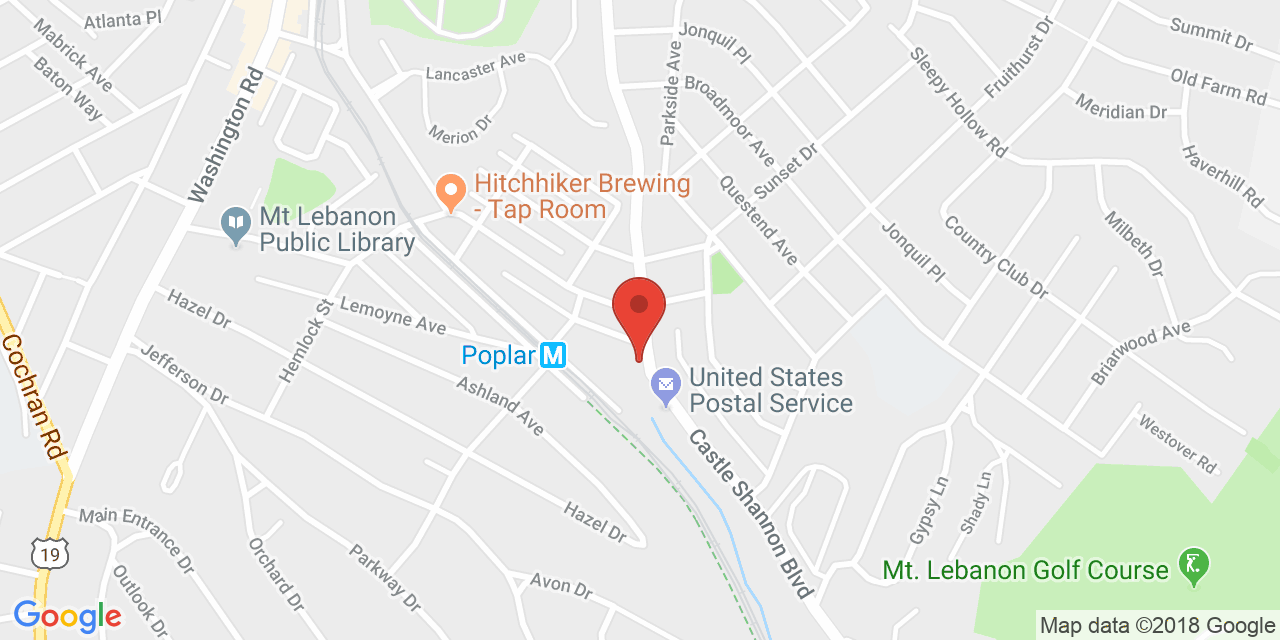 Atlanta Pl
Mabrick Ave
Baton Way
Washington Rd
Lancaster Ave
Merion Dr
Jonquil Pl
Parkside Ave
Broadmoor Ave
Sunset Dr
Questend Ave
Sleepy Hollow Rd
Fruithurst Dr
Summit Dr
Old Farm Rd
Meridian Dr
Haverhill Rd
Hitchhiker Brewing
- Tap Room
Mt Lebanon
Public Library
Jonquil Pl
Country Club Dr
Milbeth Dr
Briarwood Ave
Hazel Dr
Hemlock St
Lemoyne Ave
Poplar M
Jefferson Dr
Cochran Rd
Ashland Ave
United States
Postal Service
Castle Shannon Blvd
Westover Rd
Gypsy Ln
Shady Ln
Hazel Dr
Main Entrance Dr
19
Outlook Dr
Orchard Dr
Parkway Dr
Avon Dr
Mt. Lebanon Golf Course
Google
Map data ©2018 Google